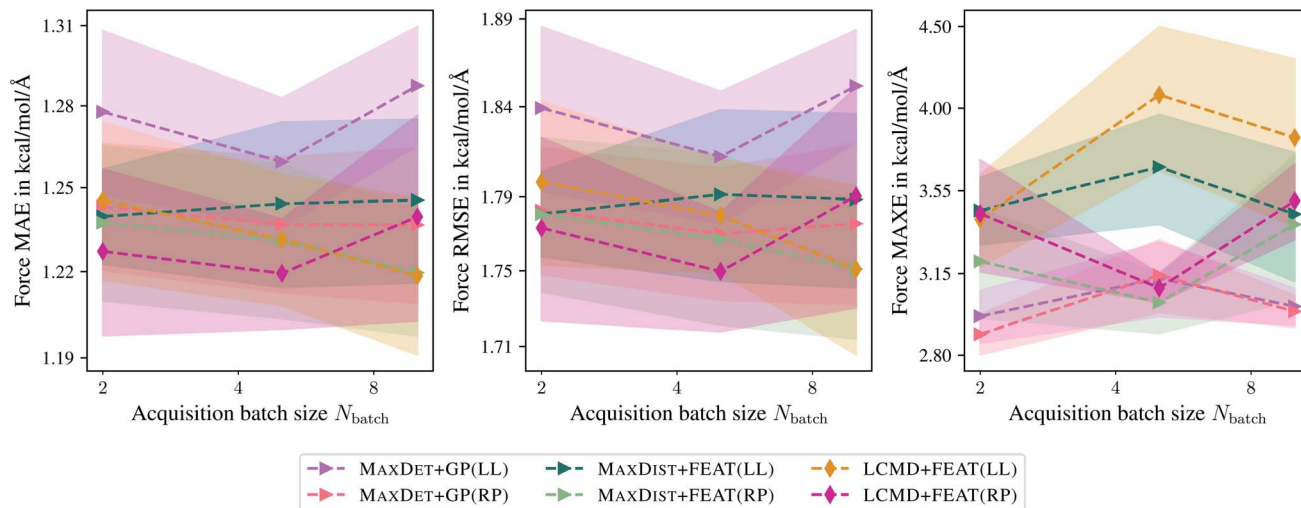 1.31
1.28
1.25
1.22
1.19
Force MAE in kcal/mol/Å
2
4
8
Acquisition batch size N_batch
1.89
1.84
1.79
1.75
1.71
Force RMSE in kcal/mol/Å
2
4
8
Acquisition batch size N_batch
4.50
4.00
3.55
3.15
2.80
Force MAXE in kcal/mol/Å
2
4
8
Acquisition batch size N_batch
MAXDET+GP(LL)
MAXDIST+FEAT(LL)
LCMD+FEAT(LL)
MAXDET+GP(RP)
MAXDIST+FEAT(RP)
LCMD+FEAT(RP)